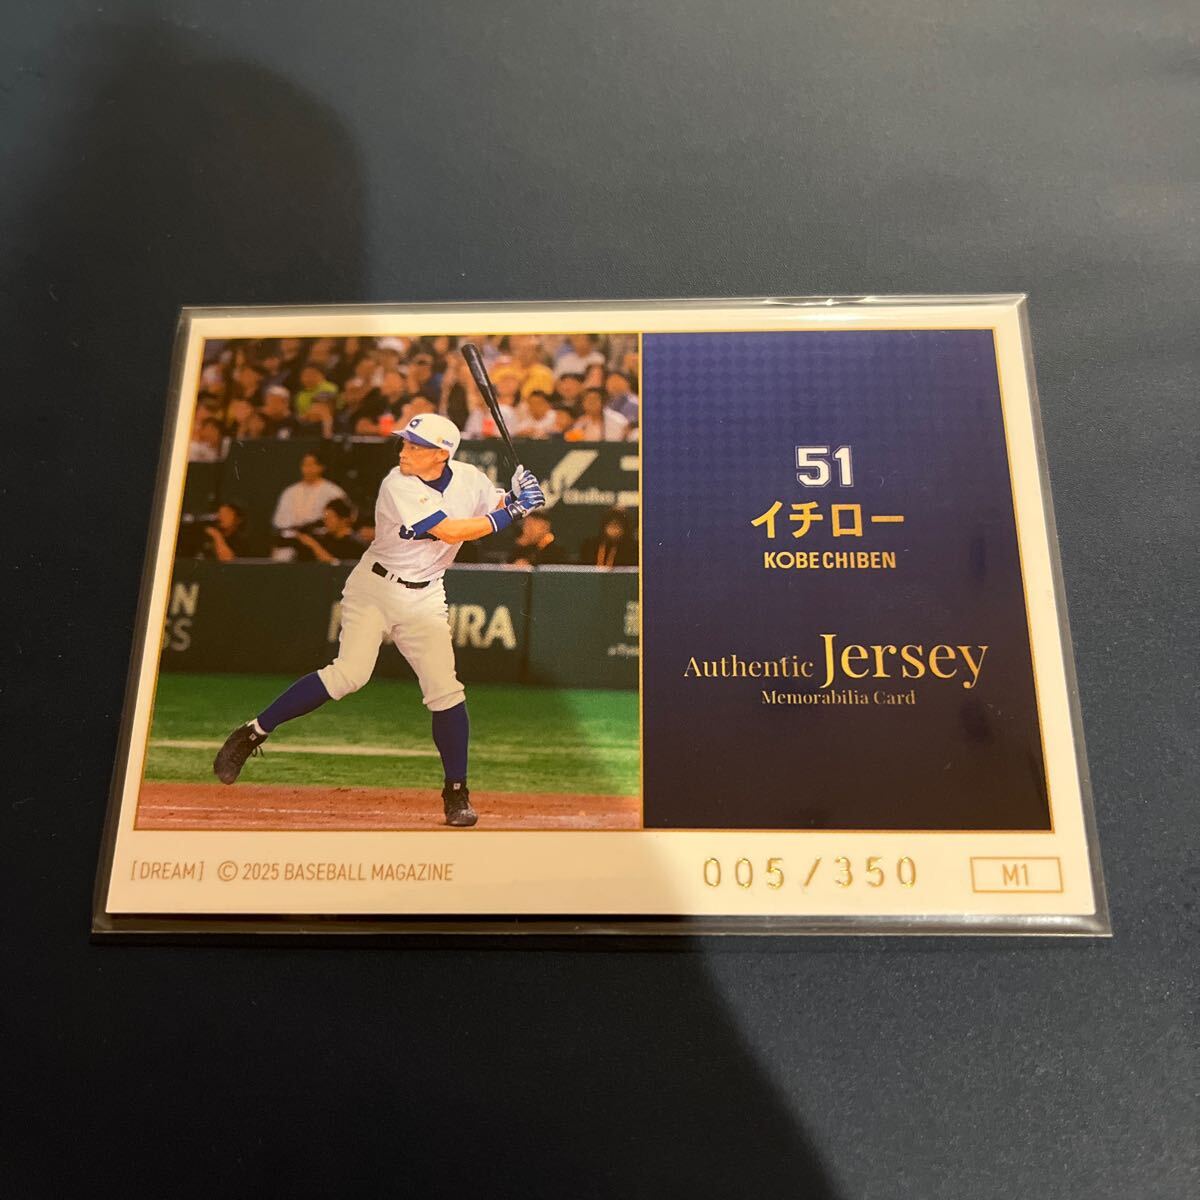 51
イチロー
KOBE CHIBEN
Authentic Jersey
Memorabilia Card
[DREAM] © 2025 BASEBALL MAGAZINE
005/350
M1